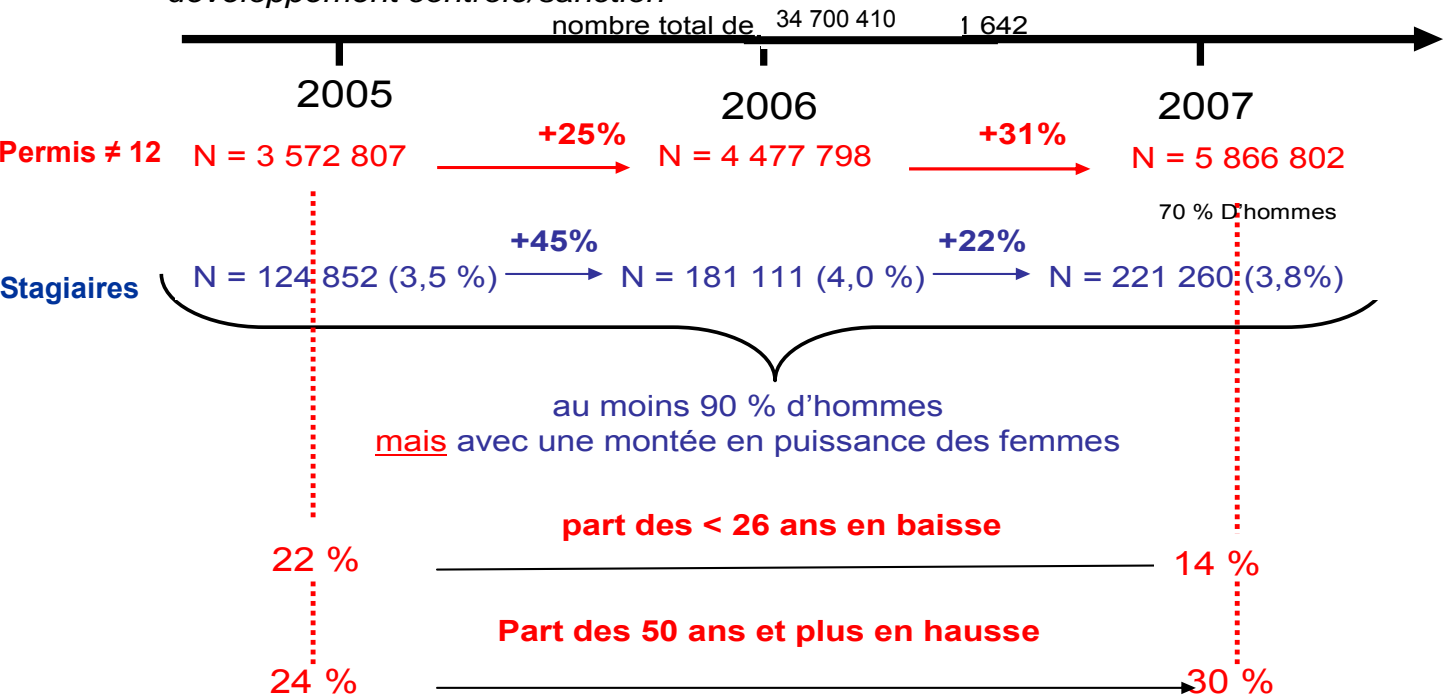 développement contrôle/sanction
nombre total de 34 700 410 1 642
2005 2006 2007
Permis ≠ 12 N = 3 572 807 +25% N = 4 477 798 +31% N = 5 866 802
70 % D'hommes
+45% +22%
Stagiaires N = 124 852 (3,5 %) N = 181 111 (4,0 %) N = 221 260 (3,8%)
au moins 90 % d’hommes
mais avec une montée en puissance des femmes
part des < 26 ans en baisse
22 % 14 %
Part des 50 ans et plus en hausse
24 % 30 %